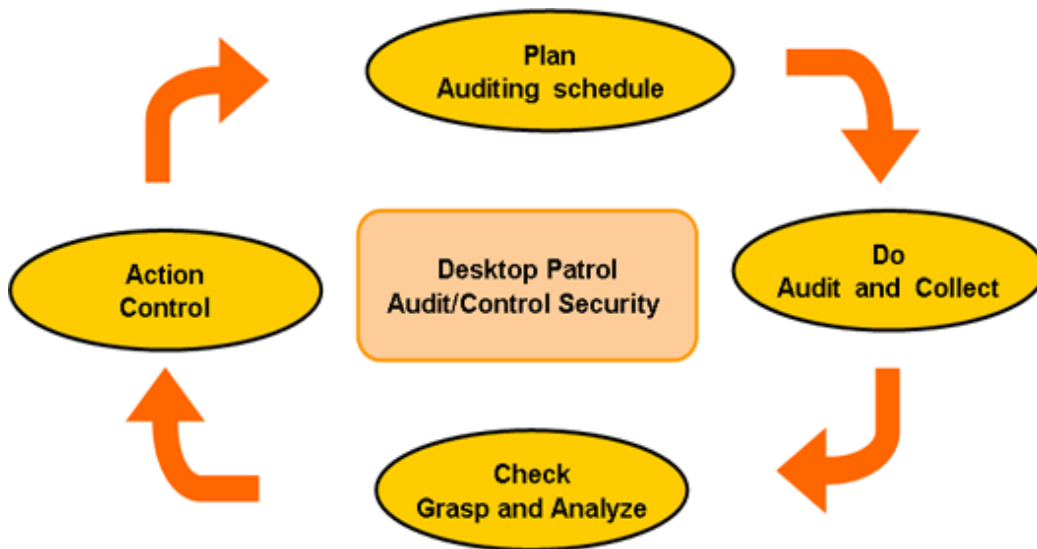 Plan
Auditing schedule
Action
Control
Desktop Patrol
Audit/Control Security
Do
Audit and Collect
Check
Grasp and Analyze